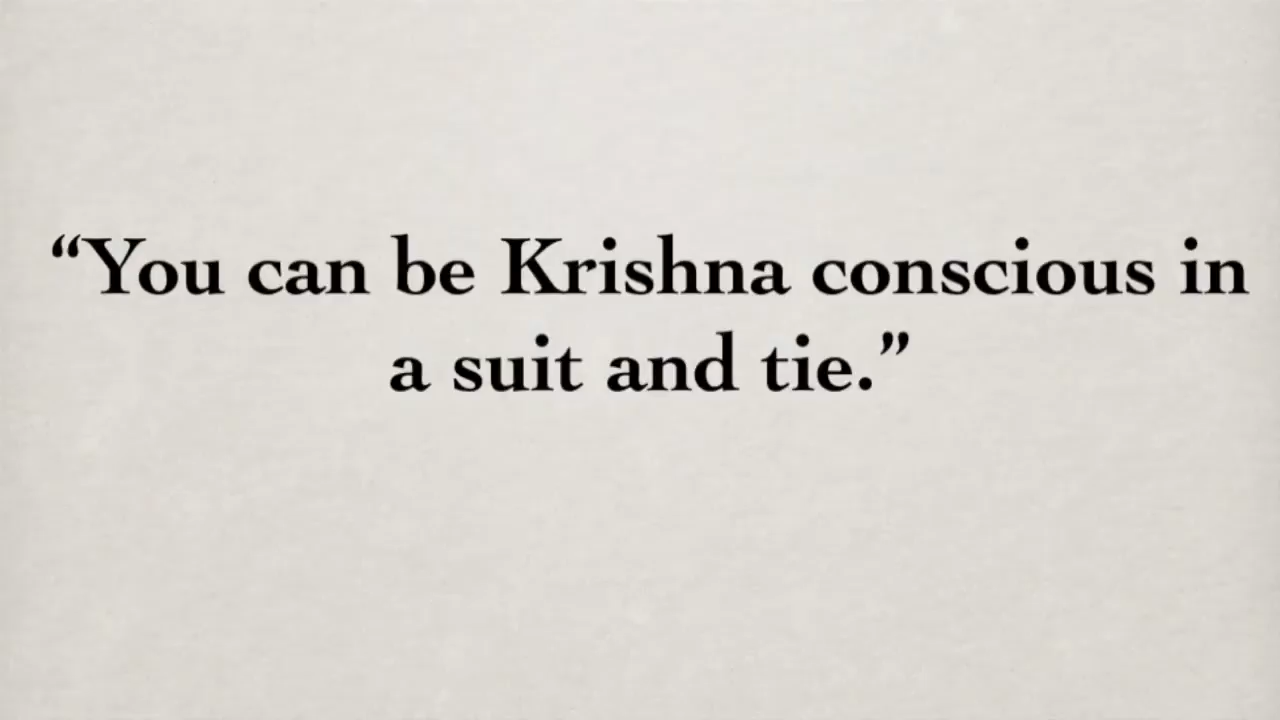 “You can be Krishna conscious in
a suit and tie.”